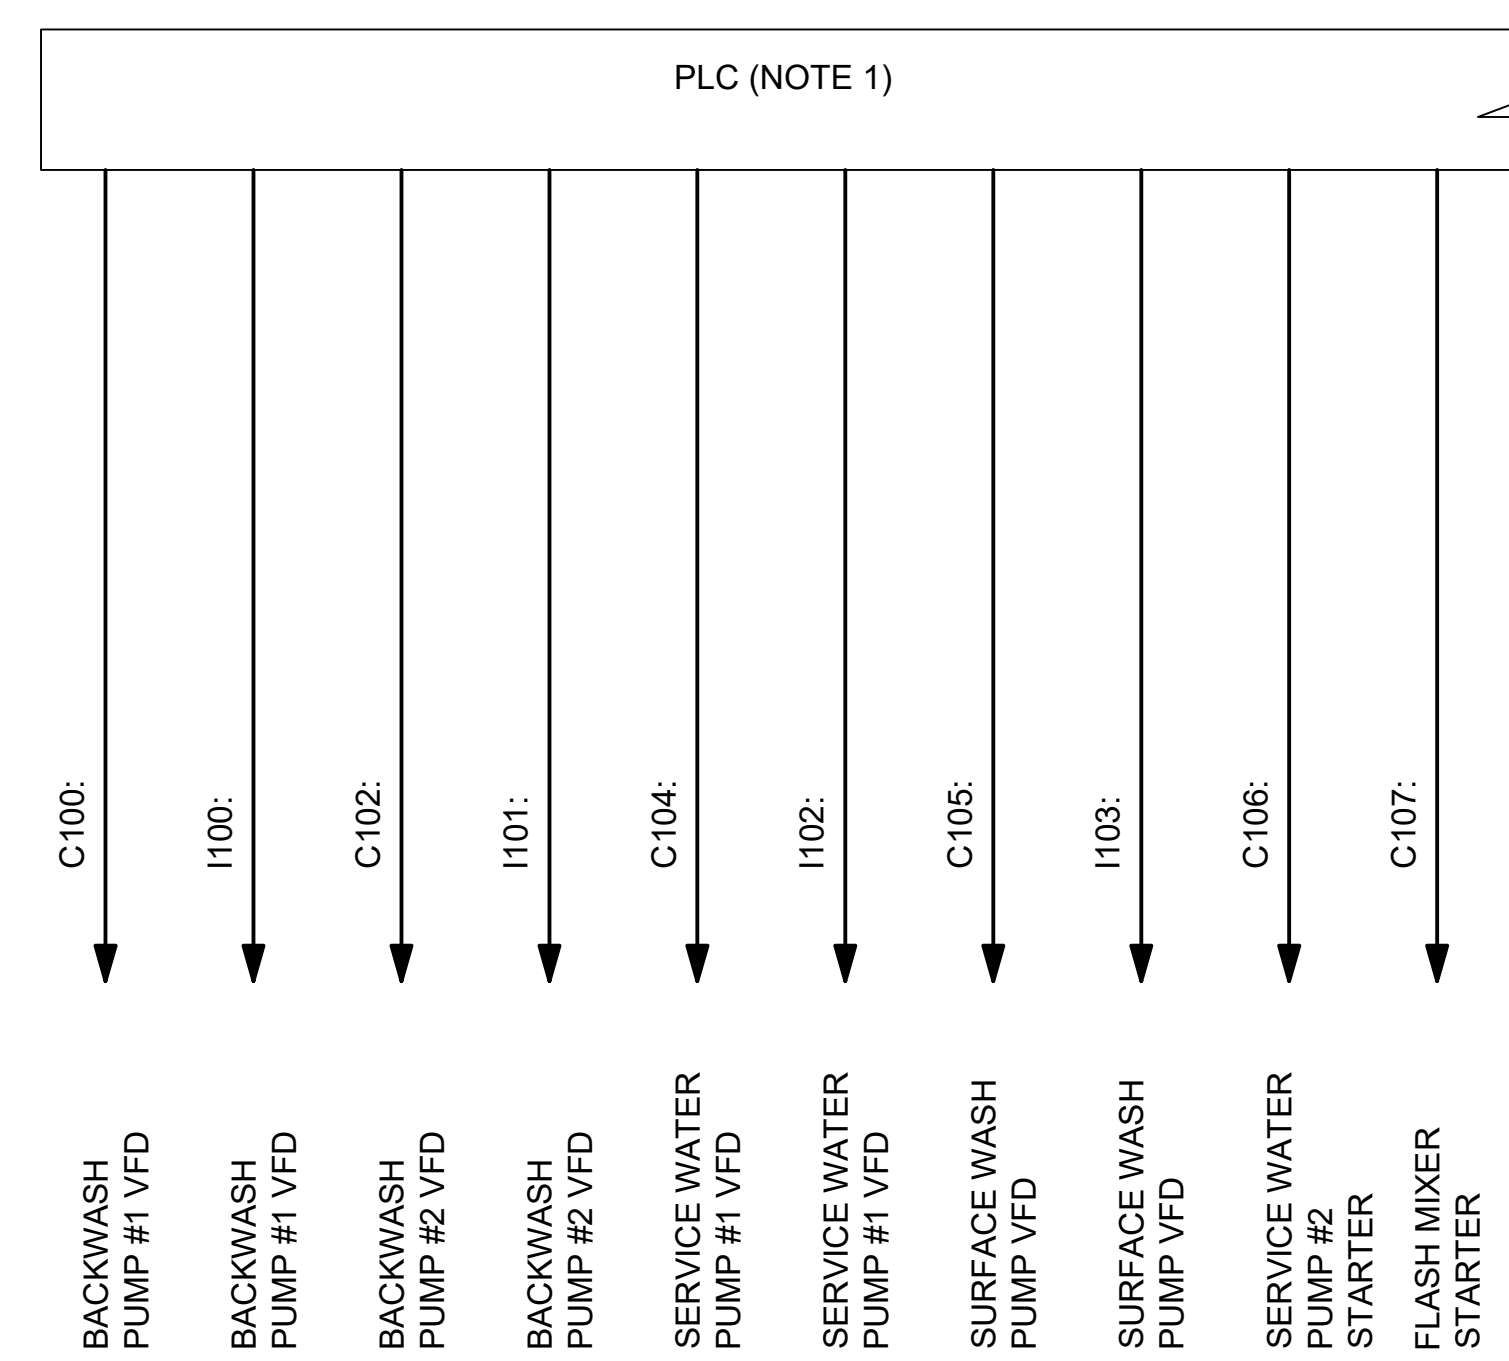 PLC (NOTE 1)
C100:
I100:
C102:
I101:
C104:
I102:
C105:
I103:
C106:
C107:
BACKWASH
PUMP #1 VFD
BACKWASH
PUMP #1 VFD
BACKWASH
PUMP #2 VFD
BACKWASH
PUMP #2 VFD
SERVICE WATER
PUMP #1 VFD
SERVICE WATER
PUMP #1 VFD
SURFACE WASH
PUMP VFD
SURFACE WASH
PUMP VFD
SERVICE WATER
PUMP #2
STARTER
FLASH MIXER
STARTER